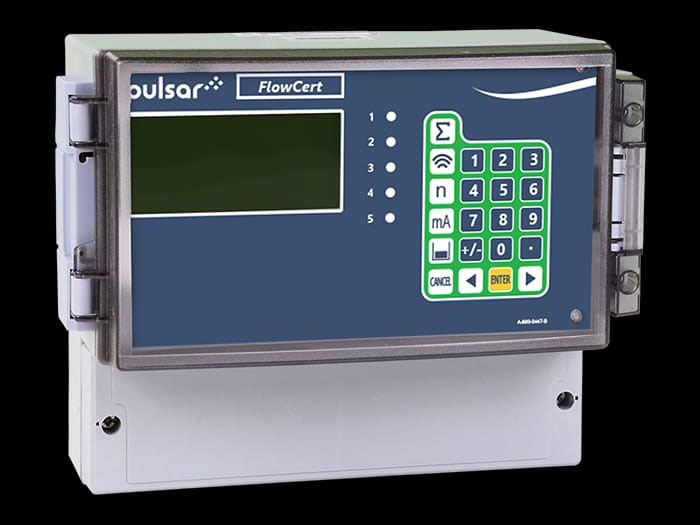 pulsar
FlowCert
1
2
3
4
5
Σ
1 2 3
n 4 5 6
mA 7 8 9
+/- 0 .
CANCEL ENTER
A-600-0447-B